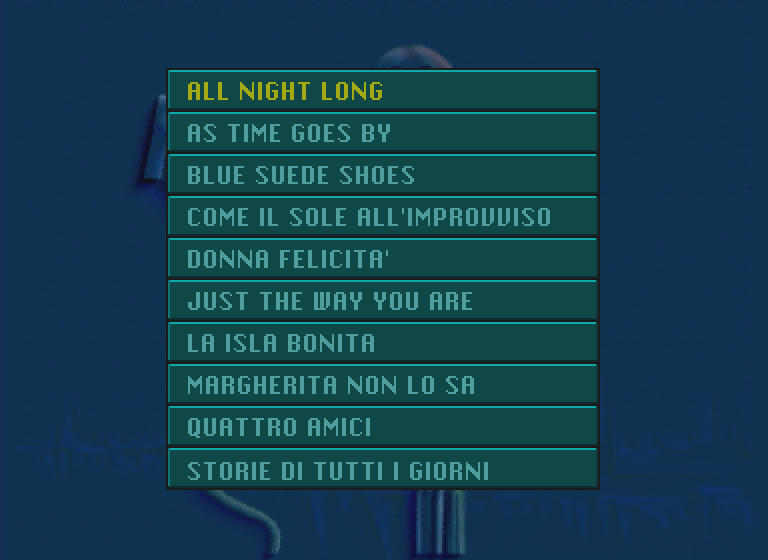 ALL NIGHT LONG
AS TIME GOES BY
BLUE SUEDE SHOES
COME IL SOLE ALL'IMPROVVISO
DONNA FELICITA'
JUST THE WAY YOU ARE
LA ISLA BONITA
MARGHERITA NON LO SA
QUATTRO AMICI
STORIE DI TUTTI I GIORNI